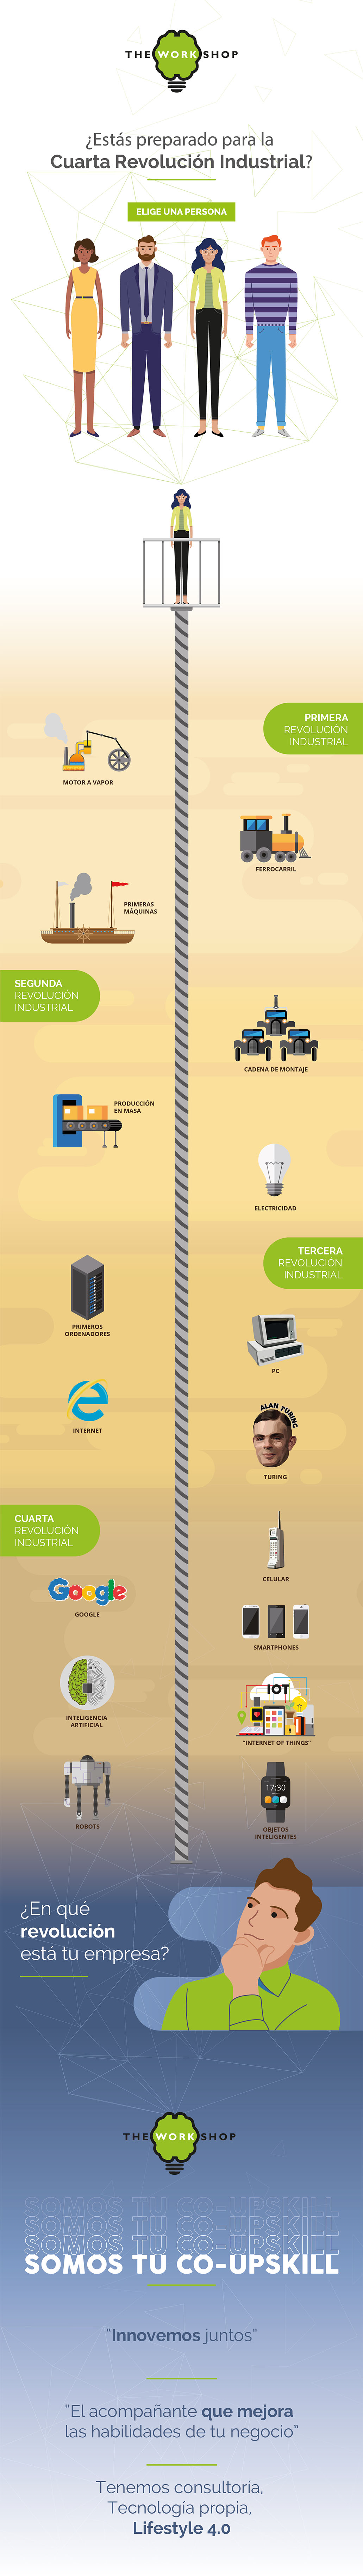 THE WORK SHOP
¿Estás preparado para la
Cuarta Revolución Industrial?
ELIGE UNA PERSONA
PRIMERA
REVOLUCIÓN
INDUSTRIAL
MOTOR A VAPOR
FERROCARRIL
PRIMERAS
MÁQUINAS
SEGUNDA
REVOLUCIÓN
INDUSTRIAL
CADENA DE MONTAJE
PRODUCCIÓN
EN MASA
ELECTRICIDAD
TERCERA
REVOLUCIÓN
INDUSTRIAL
PRIMEROS
ORDENADORES
PC
INTERNET
ALAN TURING
TURING
CUARTA
REVOLUCIÓN
INDUSTRIAL
CELULAR
Google
GOOGLE
SMARTPHONES
INTELIGENCIA
ARTIFICIAL
IOT
"INTERNET OF THINGS"
ROBOTS
17:30
OBJETOS
INTELIGENTES
¿En qué
revolución
está tu empresa?
THE WORK SHOP
SOMOS TU CO-UPSKILL
SOMOS TU CO-UPSKILL
SOMOS TU CO-UPSKILL
SOMOS TU CO-UPSKILL
“Innovemos juntos”
“El acompañante que mejora
las habilidades de tu negocio”
Tenemos consultoría,
Tecnología propia,
Lifestyle 4.0